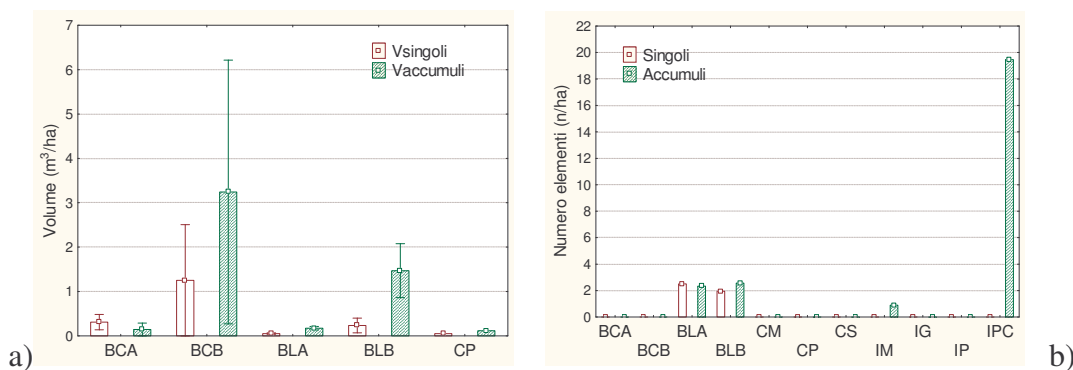 a)
Volume (m³/ha)
7
6
5
4
3
2
1
0
Vsingoli
Vaccumuli
BCA BCB BLA BLB CP
Numero elementi (n/ha)
22
20
18
16
14
12
10
8
6
4
2
0
Singoli
Accumuli
BCA BLA CM CS IG IPC
BCB BLB CP IM IP
b)